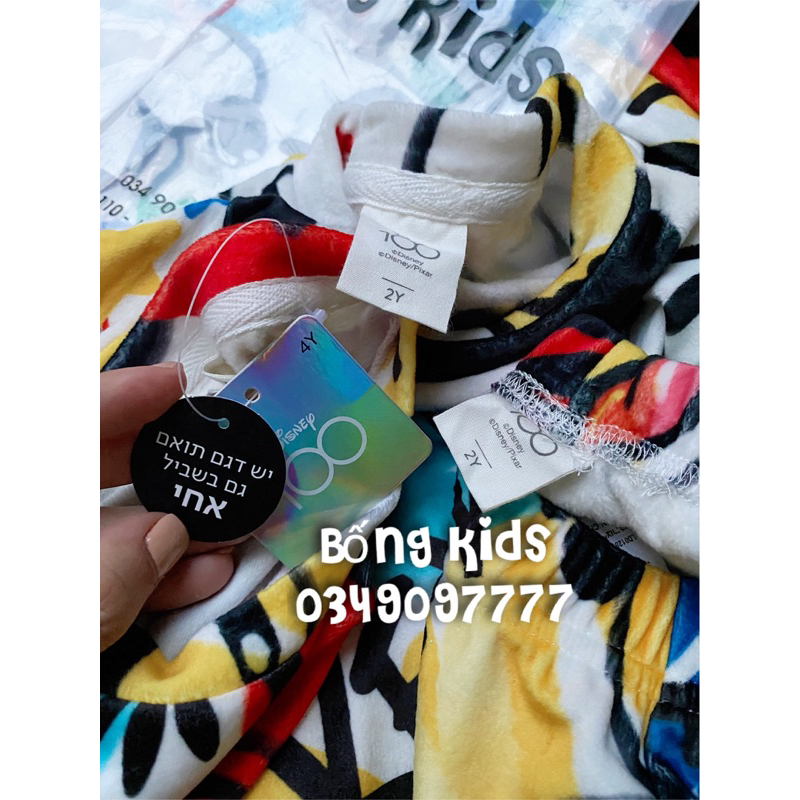 Kids
034 90
110 -
100
©Disney
©Disney/Pixar
2Y
4Y
Disney
100
יש דגם תואם
גם בשביל
אחי
100
©Disney
©Disney/Pixar
2Y
Bống Kids
0349097777